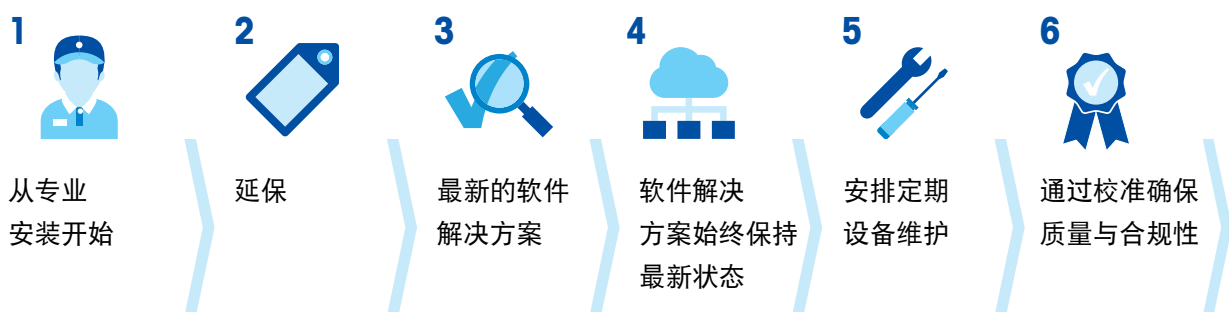 1
从专业
安装开始
2
延保
3
最新的软件
解决方案
4
软件解决
方案始终保持
最新状态
5
安排定期
设备维护
6
通过校准确保
质量与合规性